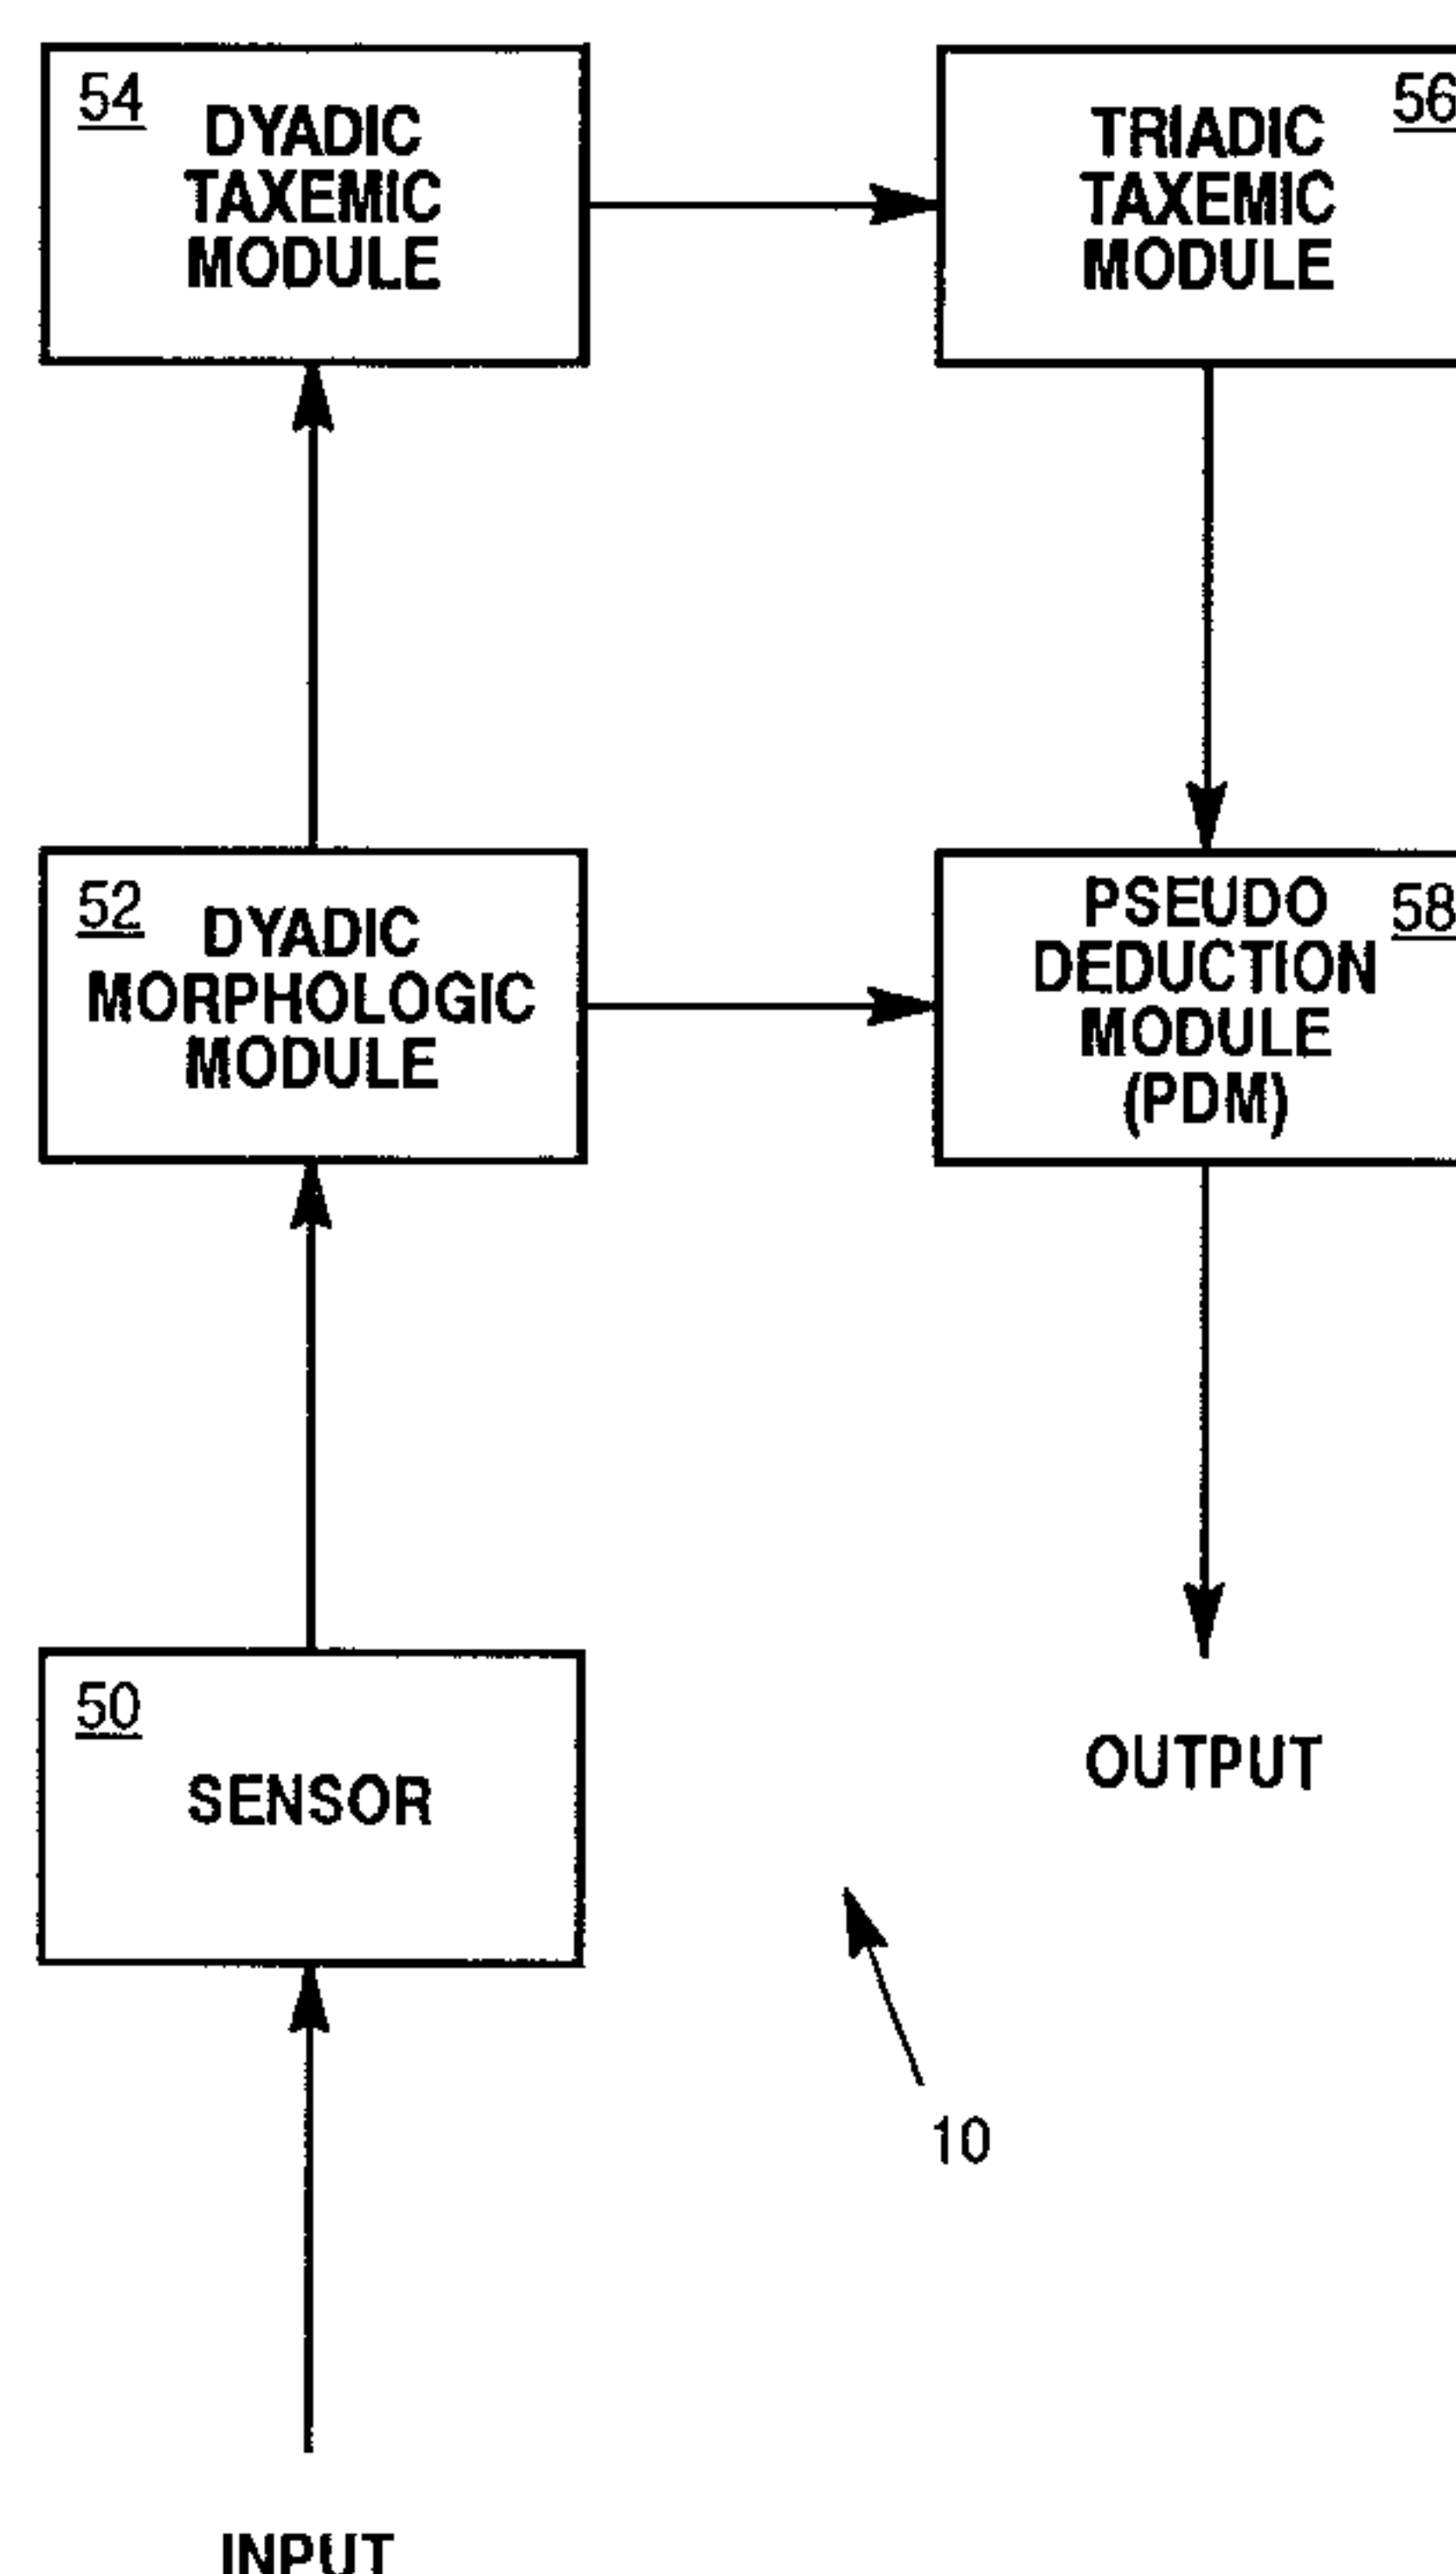 54
DYADIC
TAXEMIC
MODULE
56
TRIADIC
TAXEMIC
MODULE
52
DYADIC
MORPHOLOGIC
MODULE
58
PSEUDO
DEDUCTION
MODULE
(PDM)
50
SENSOR
OUTPUT
10
INPUT